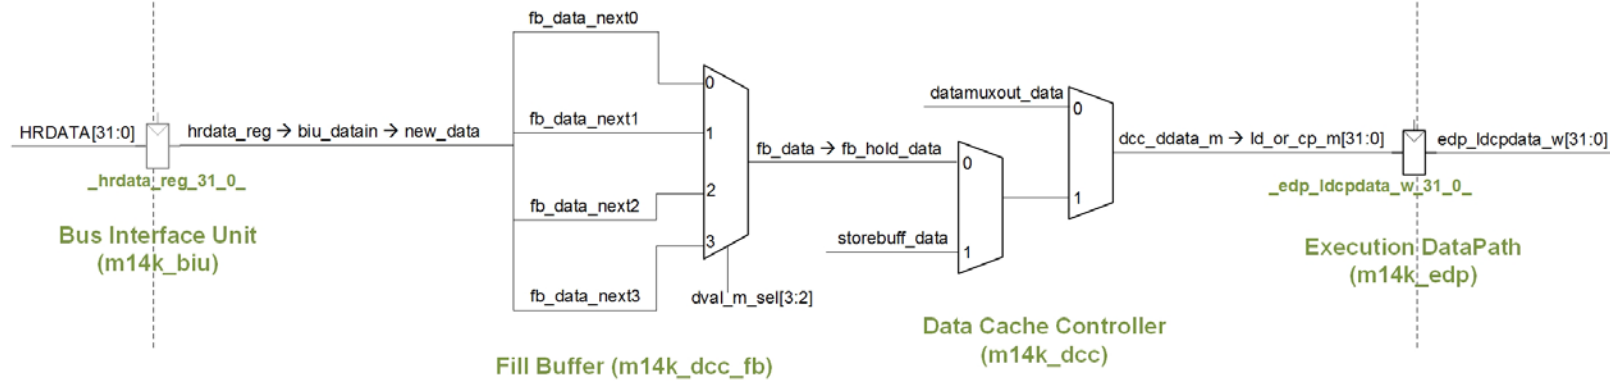 HRDATA[31:0]
_hrdata_reg_31_0_
Bus Interface Unit
(m14k_biu)
hrdata_reg → biu_datain → new_data
fb_data_next0
fb_data_next1
fb_data_next2
fb_data_next3
0
1
2
3
dval_m_sel[3:2]
Fill Buffer (m14k_dcc_fb)
fb_data → fb_hold_data
storebuff_data
0
1
datamuxout_data
0
1
Data Cache Controller
(m14k_dcc)
dcc_ddata_m → ld_or_cp_m[31:0]
_edp_ldcpdata_w_31_0_
edp_ldcpdata_w[31:0]
Execution DataPath
(m14k_edp)